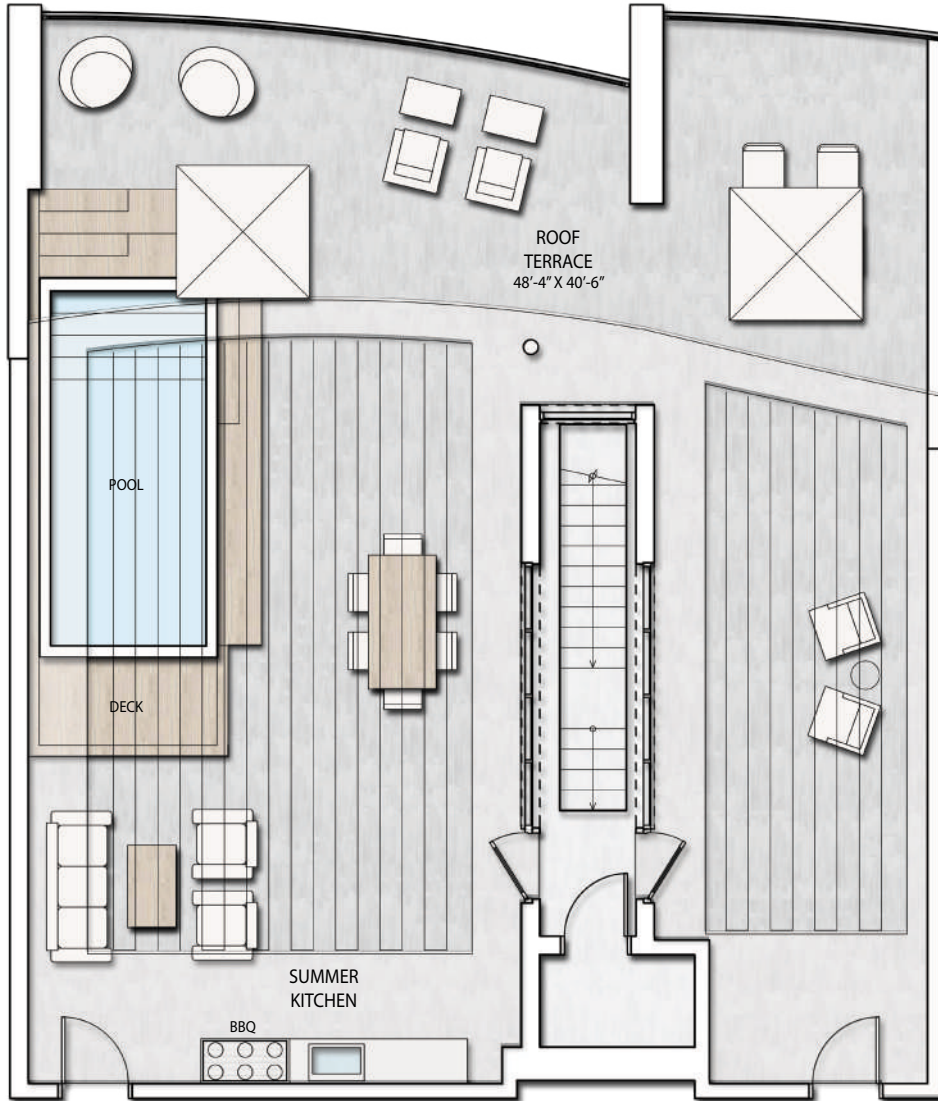 ROOF
TERRACE
48’-4” X 40’-6”
POOL
DECK
SUMMER
KITCHEN
BBQ